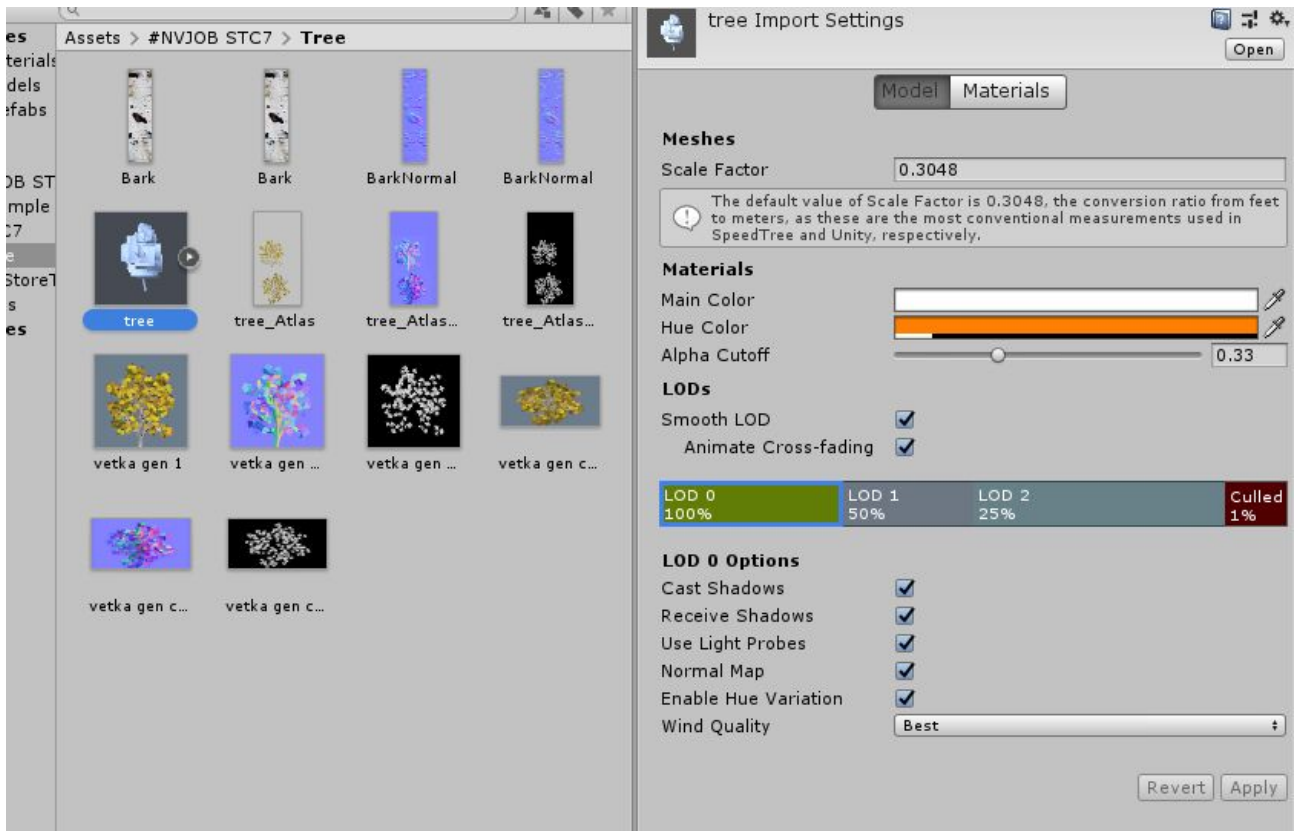 es
terials
dels
efabs
OB ST
mple
C7
e
StoreT
s
es
Assets > #NVJOB STC7 > Tree
Bark
Bark
BarkNormal
BarkNormal
tree
tree_Atlas
tree_Atlas...
tree_Atlas...
vetka gen 1
vetka gen ...
vetka gen ...
vetka gen c...
vetka gen c...
vetka gen c...
tree Import Settings
Open
Model
Materials
Meshes
Scale Factor
0.3048
The default value of Scale Factor is 0.3048, the conversion ratio from feet
to meters, as these are the most conventional measurements used in
SpeedTree and Unity, respectively.
Materials
Main Color
Hue Color
Alpha Cutoff
0.33
LODs
Smooth LOD
Animate Cross-fading
LOD 0
100%
LOD 1
50%
LOD 2
25%
Culled
1%
LOD 0 Options
Cast Shadows
Receive Shadows
Use Light Probes
Normal Map
Enable Hue Variation
Wind Quality
Best
Revert
Apply